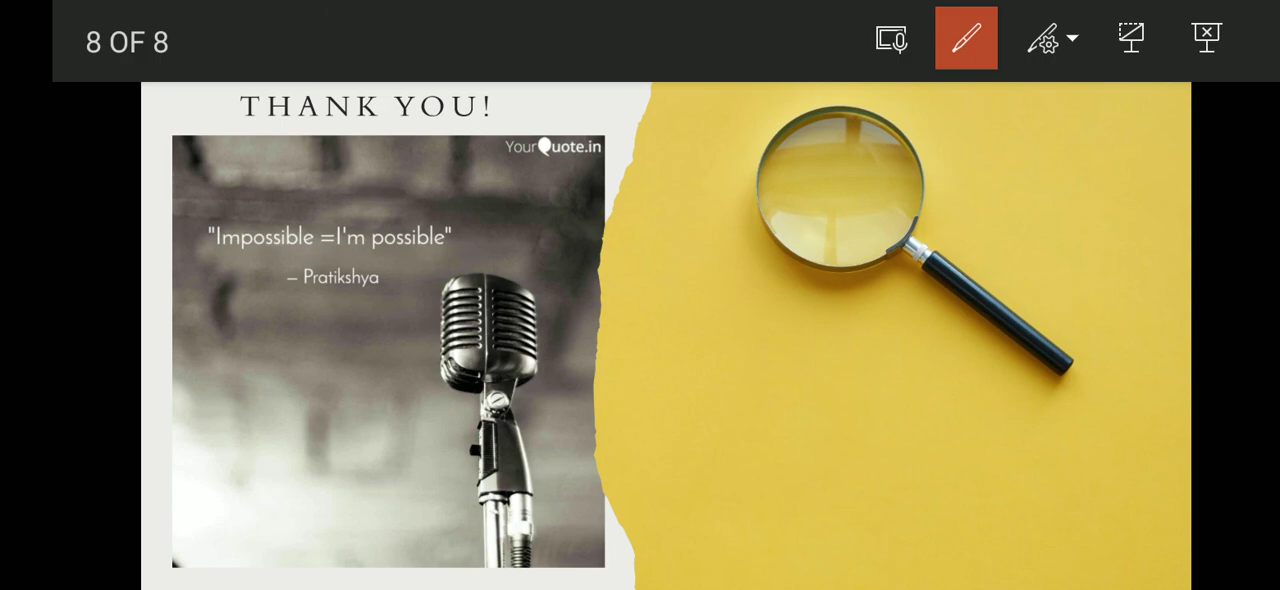 8 OF 8
THANK YOU!
YourQuote.in
"Impossible =I'm possible"
– Pratikshya